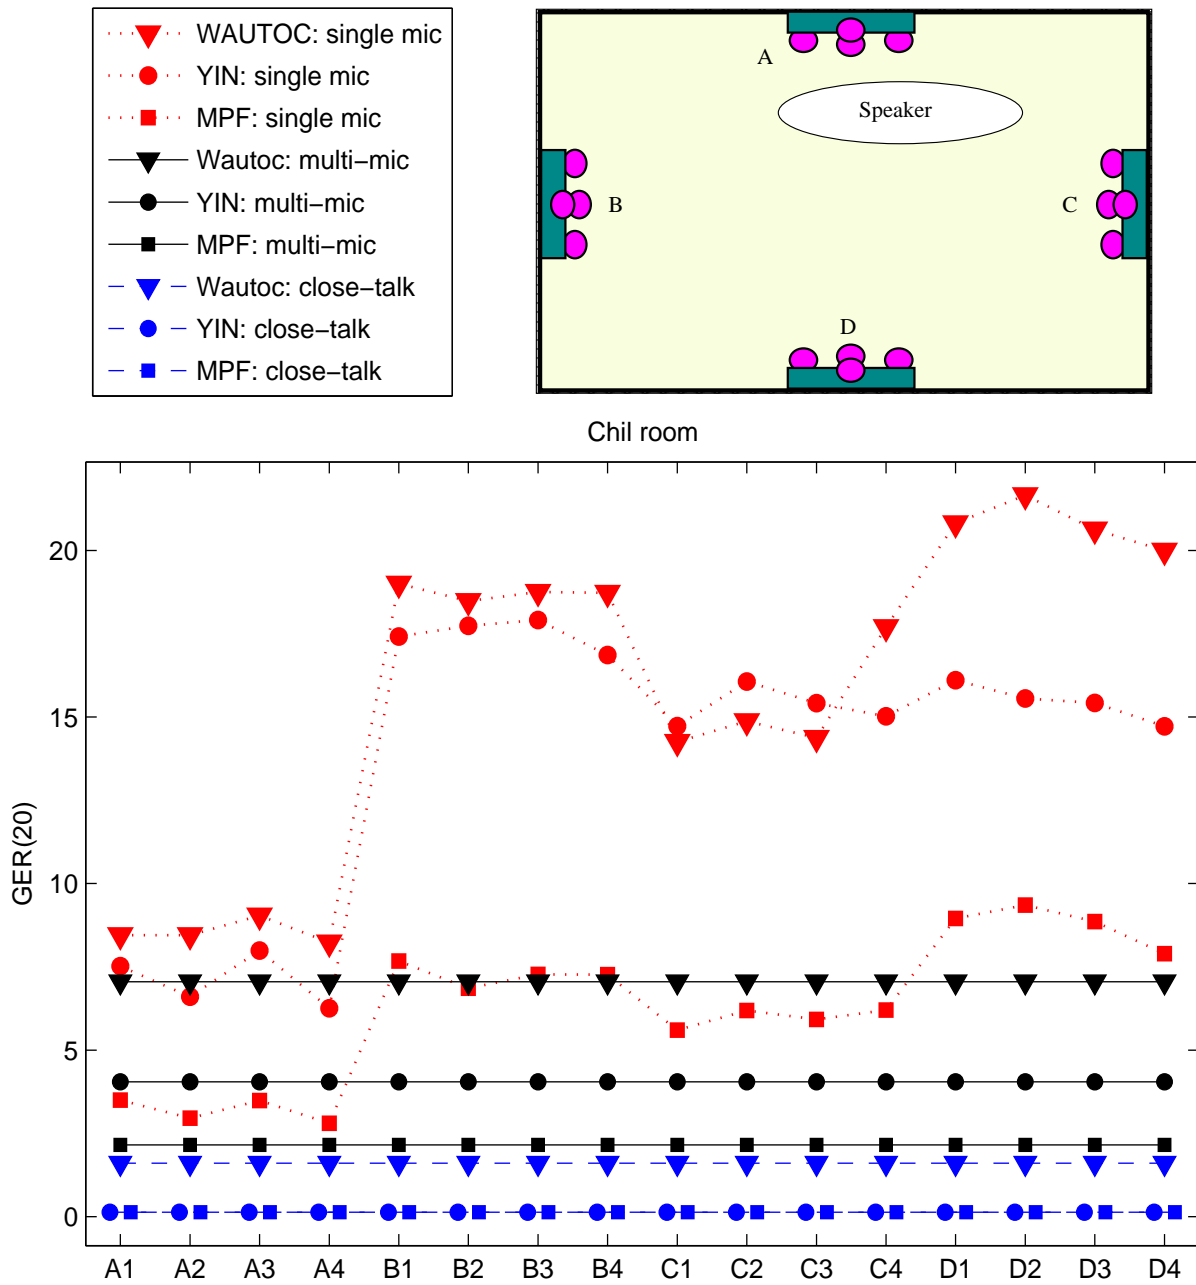 WAUTOC: single mic
YIN: single mic
MPF: single mic
Wautoc: multi−mic
YIN: multi−mic
MPF: multi−mic
Wautoc: close−talk
YIN: close−talk
MPF: close−talk
A
Speaker
B
C
D
Chil room
20
15
10
5
0
GER(20)
A1 A2 A3 A4 B1 B2 B3 B4 C1 C2 C3 C4 D1 D2 D3 D4